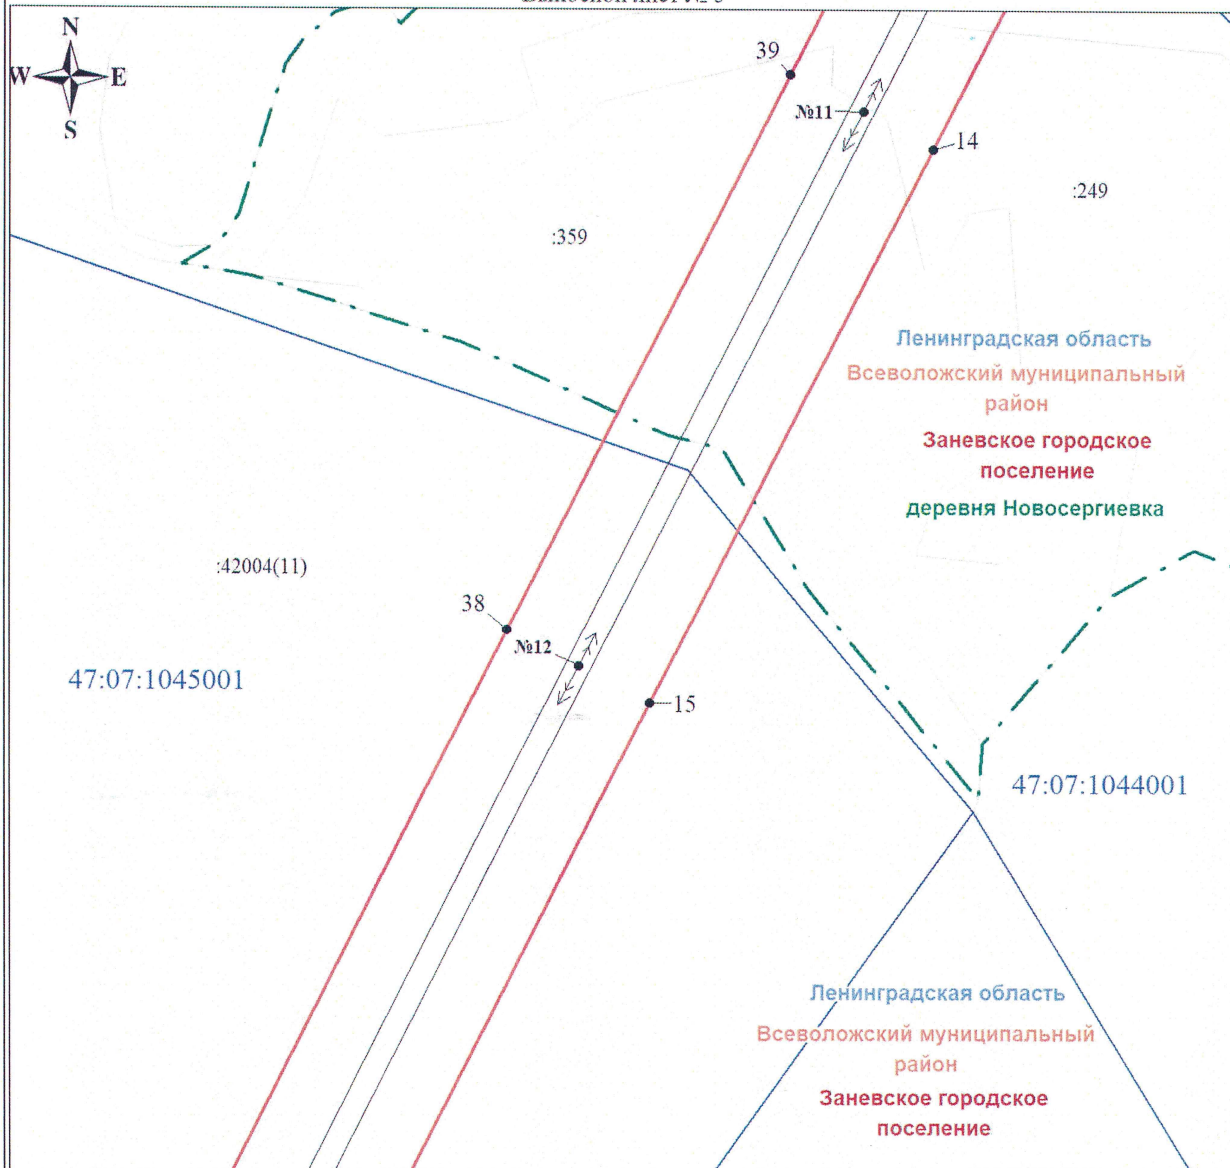 N
W E
S
39
№11
14
:249
:359
Ленинградская область
Всеволожский муниципальный
район
Заневское городское
поселение
деревня Новосергиевка
:42004(11)
38
№12
15
47:07:1045001
47:07:1044001
Ленинградская область
Всеволожский муниципальный
район
Заневское городское
поселение